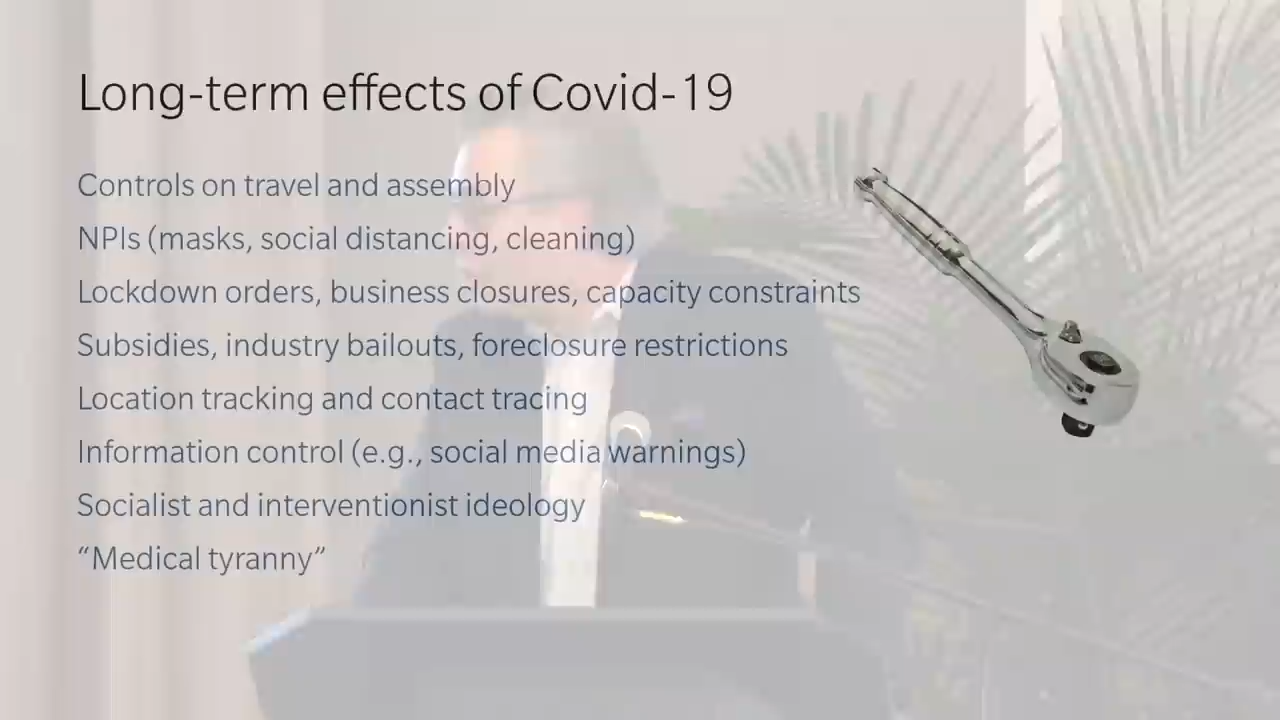 Long-term effects of Covid-19
Controls on travel and assembly
NPIs (masks, social distancing, cleaning)
Lockdown orders, business closures, capacity constraints
Subsidies, industry bailouts, foreclosure restrictions
Location tracking and contact tracing
Information control (e.g., social media warnings)
Socialist and interventionist ideology
“Medical tyranny”